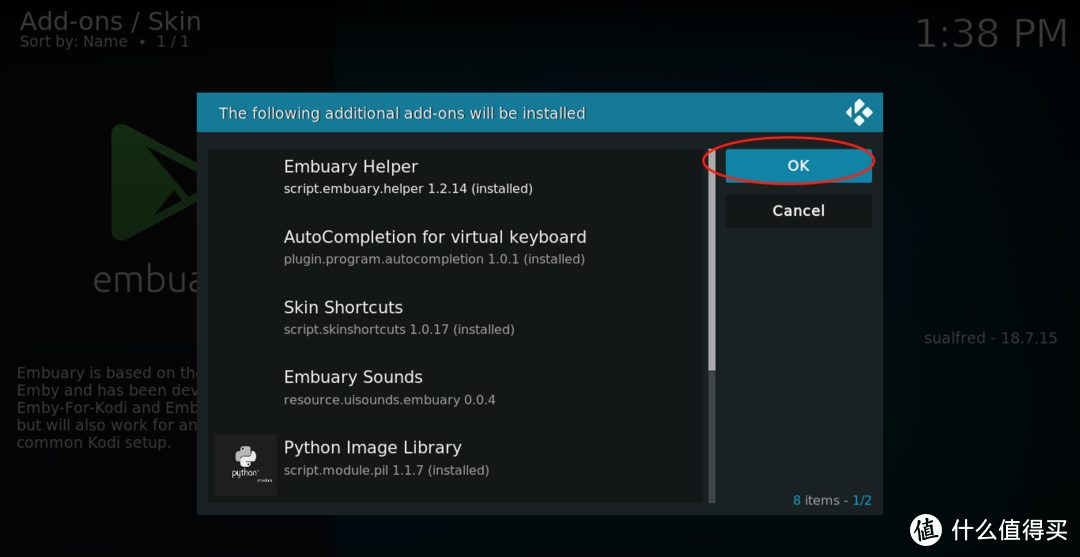 Add-ons / Skin
Sort by: Name • 1 / 1
1:38 PM
The following additional add-ons will be installed
Embuary Helper
script.embuary.helper 1.2.14 (installed)
AutoCompletion for virtual keyboard
plugin.program.autocompletion 1.0.1 (installed)
Skin Shortcuts
script.skinshortcuts 1.0.17 (installed)
Embuary Sounds
resource.uisounds.embuary 0.0.4
Python Image Library
script.module.pil 1.1.7 (installed)
python
module
OK
Cancel
8 items - 1/2
embua
Embuary is based on the
Emby and has been dev
Emby-For-Kodi and Emb
but will also work for an
common Kodi setup.
sualfred - 18.7.15
值 什么值得买